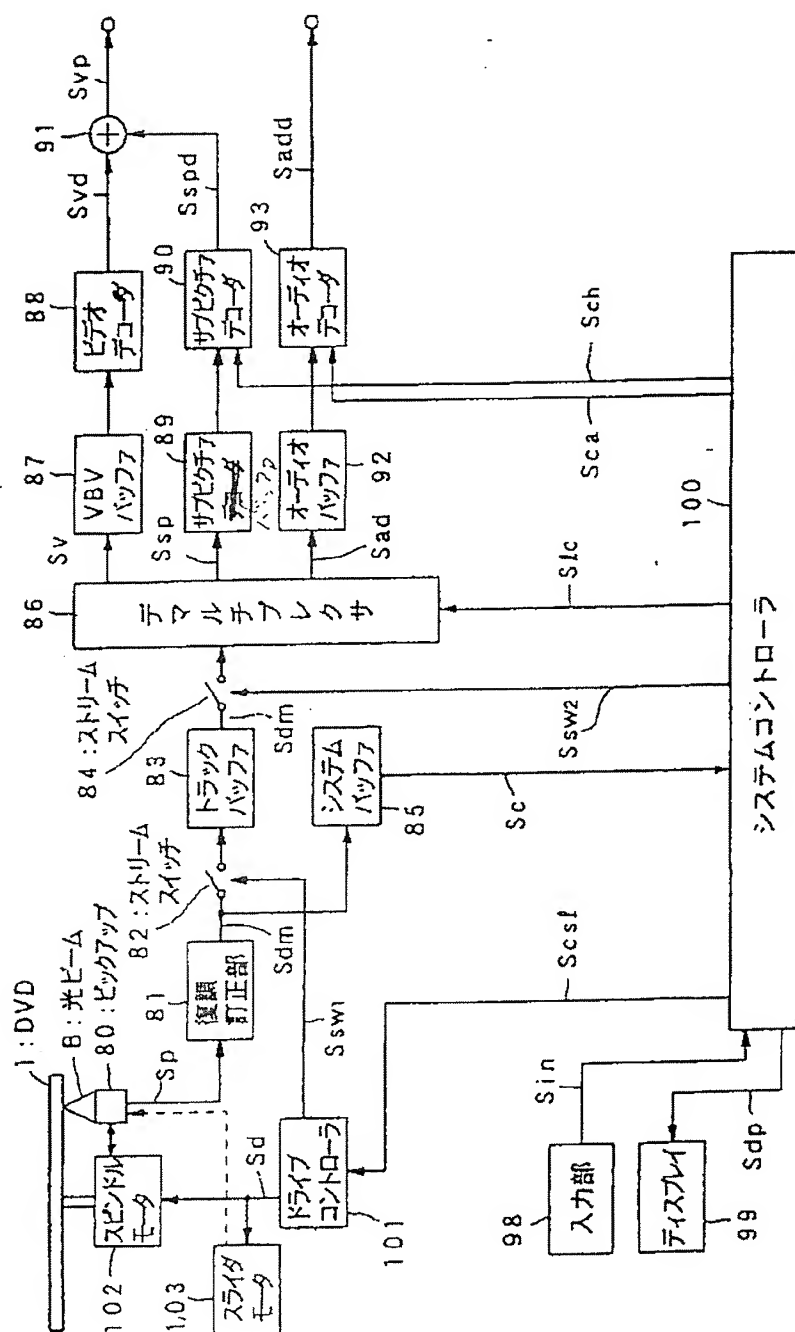 1：DVD
B：光ビーム
80：ピックアップ
102
スピンドル
モータ
103
スライダ
モータ
Sp
Sd
ドライブ
コントローラ
101
81
復調
訂正部
Sdm
82：ストリーム
スイッチ
Ssw1
83
トラック
バッファ
84：ストリーム
スイッチ
Sdm
システム
バッファ
85
Sc
Ssw2
86
デマルチプレクサ
Slc
Sv
Ssp
Sad
87
VBV
バッファ
88
ビデオ
デコーダ
89
サブピクチァ
バッファ
90
サブピクチァ
デコーダ
92
オーディオ
バッファ
93
オーディオ
デコーダ
Svd
91
Svp
Sspd
Sadd
Sca
Sch
Scsl
98
入力部
Sin
99
ディスプレイ
Sdp
100
システムコントローラ